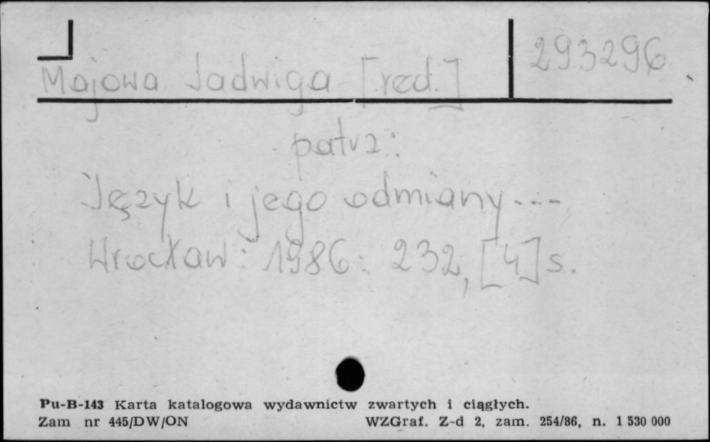 293296
Majowa Jadwiga [red.]
patrz:
Język i jego odmiany...
Wrocław: 1986. 232, [4] s.
Pu-B-143 Karta katalogowa wydawnictw zwartych i ciągłych.
Zam nr 445/DW/ON WZGraf. Z-d 2, zam. 254/86, n. 1 530 000